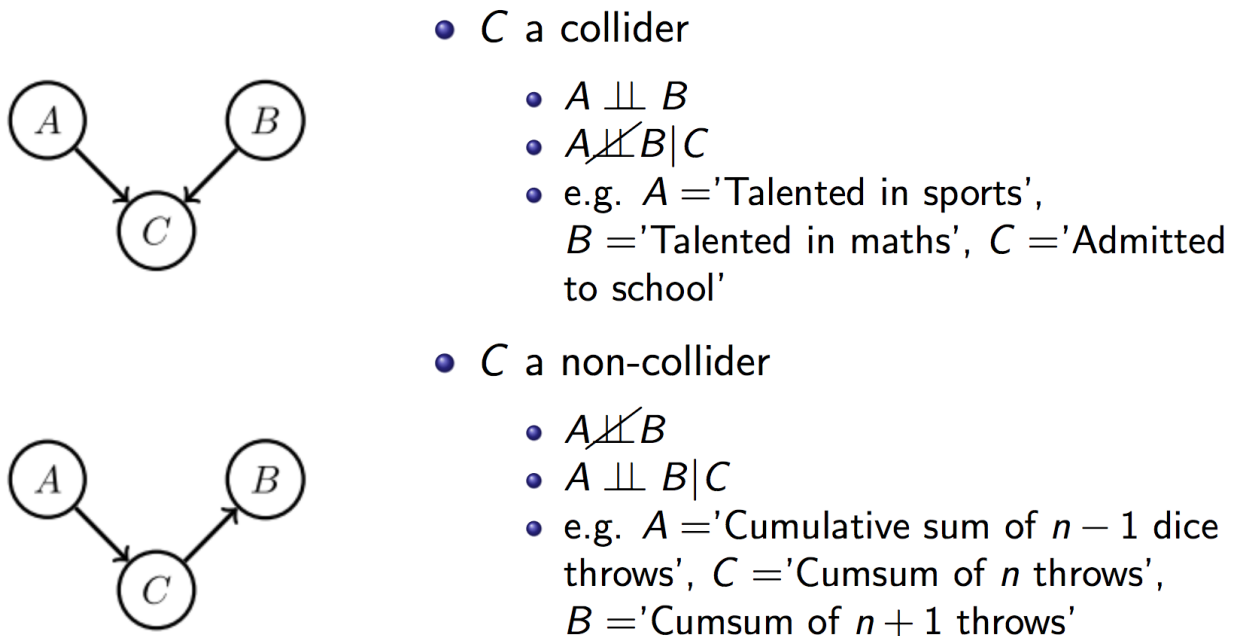 C a collider
A ⫫ B
A ⫫̸ B|C
e.g. A ='Talented in sports',
B ='Talented in maths', C ='Admitted
to school'
A
B
C
C a non-collider
A ⫫̸ B
A ⫫ B|C
e.g. A ='Cumulative sum of n − 1 dice
throws', C ='Cumsum of n throws',
B ='Cumsum of n + 1 throws'
A
B
C